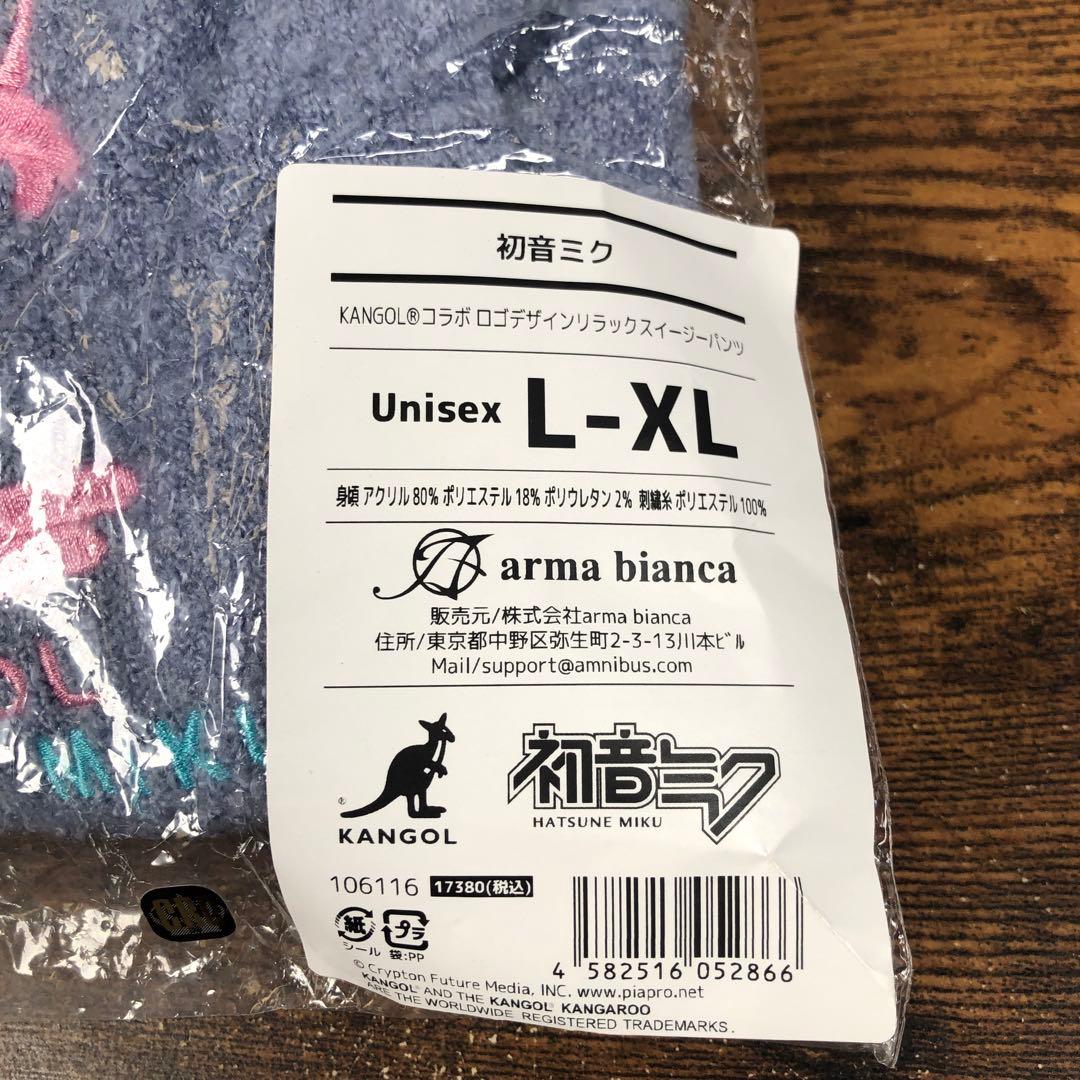 初音ミク
KANGOL®コラボ ロゴデザインリラックスイージーパンツ
Unisex L-XL
身頃 アクリル 80% ポリエステル 18% ポリウレタン 2% 刺繍糸 ポリエステル 100%
arma bianca
販売元/株式会社arma bianca
住所/東京都中野区弥生町2-3-13川本ビル
Mail/support@amnibus.com
® KANGOL
初音ミク
HATSUNE MIKU
106116 17380(税込)
紙 プラ
シール 袋:PP
4 582516 052866
© Crypton Future Media, INC. www.piapro.net
KANGOL® AND THE KANGOL® KANGAROO
ARE THE WORLDWIDE REGISTERED TRADEMARKS.